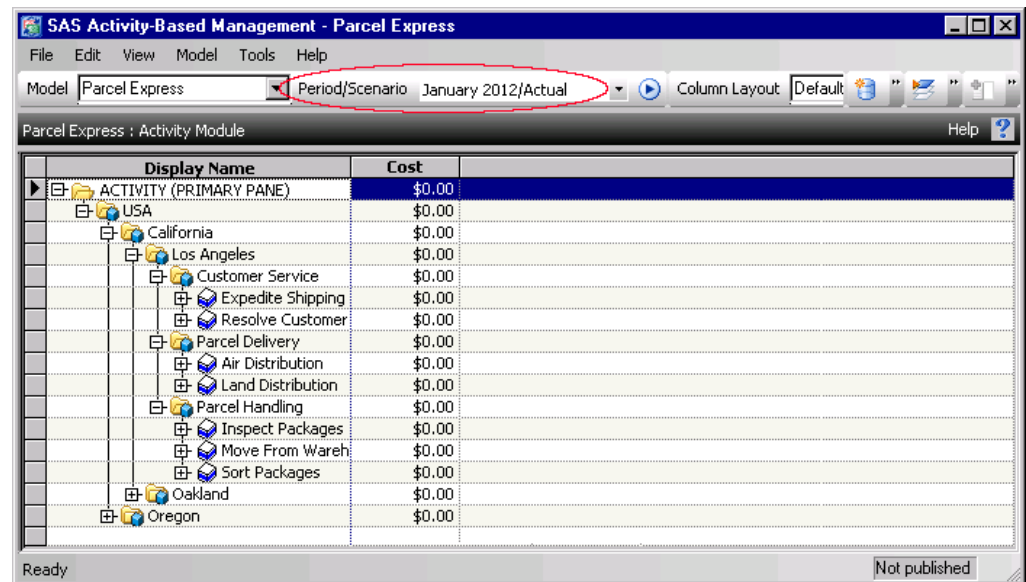 SAS Activity-Based Management - Parcel Express
File Edit View Model Tools Help
Model Parcel Express Period/Scenario January 2012/Actual Column Layout Default " " "
Parcel Express : Activity Module Help ?
Display Name Cost
ACTIVITY (PRIMARY PANE) $0.00
USA $0.00
California $0.00
Los Angeles $0.00
Customer Service $0.00
Expedite Shipping $0.00
Resolve Customer $0.00
Parcel Delivery $0.00
Air Distribution $0.00
Land Distribution $0.00
Parcel Handling $0.00
Inspect Packages $0.00
Move From Wareh $0.00
Sort Packages $0.00
Oakland $0.00
Oregon $0.00
Ready Not published